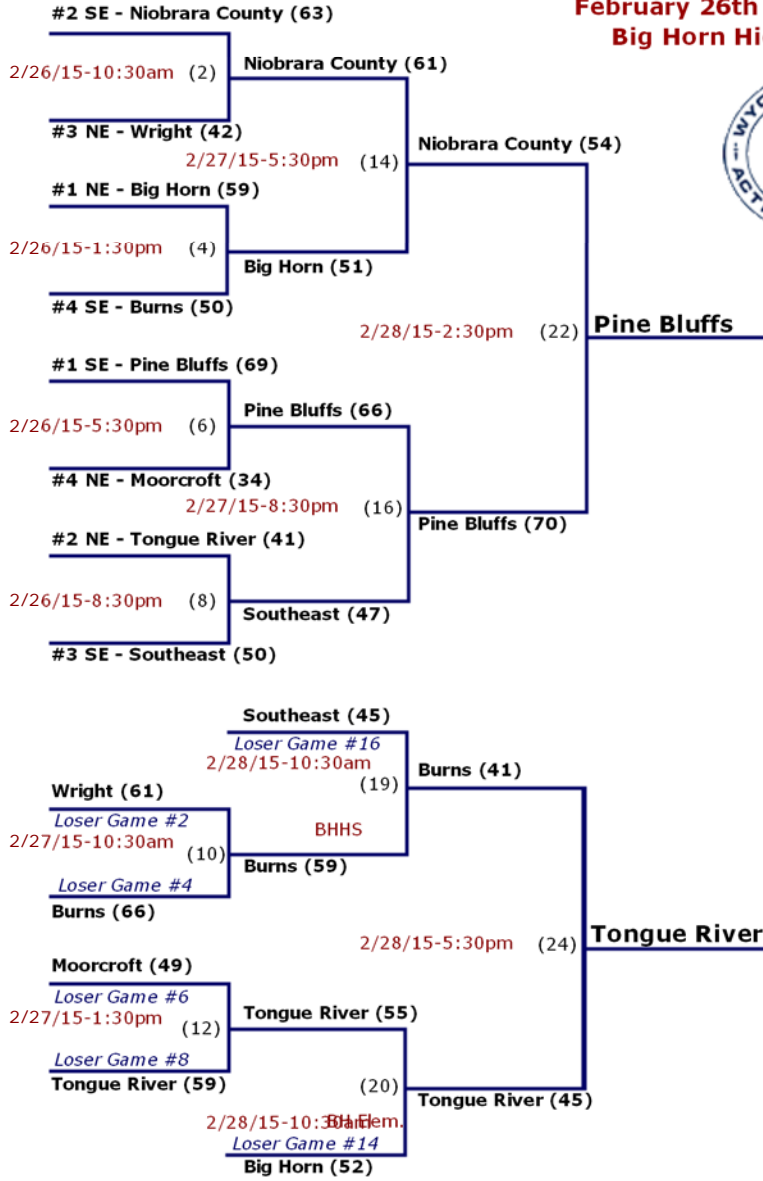 #2 SE - Niobrara County (63)
February 26th
Big Horn
2/26/15-10:30am (2)
Niobrara County (61)
#3 NE - Wright (42)
2/27/15-5:30pm (14)
Niobrara County (54)
#1 NE - Big Horn (59)
2/26/15-1:30pm (4)
Big Horn (51)
#4 SE - Burns (50)
2/28/15-2:30pm (22)
Pine Bluffs
#1 SE - Pine Bluffs (69)
2/26/15-5:30pm (6)
Pine Bluffs (66)
#4 NE - Moorcroft (34)
2/27/15-8:30pm (16)
Pine Bluffs (70)
#2 NE - Tongue River (41)
2/26/15-8:30pm (8)
Southeast (47)
#3 SE - Southeast (50)
Southeast (45)
Loser Game #16
2/28/15-10:30am
(19)
Burns (41)
Wright (61)
Loser Game #2
2/27/15-10:30am
(10)
BHHS
Burns (59)
Loser Game #4
Burns (66)
2/28/15-5:30pm (24)
Tongue River
Moorcroft (49)
Loser Game #6
2/27/15-1:30pm (12)
Tongue River (55)
Loser Game #8
Tongue River (59)
(20)
Tongue River (45)
2/28/15-10:30am BH Elem.
Loser Game #14
Big Horn (52)